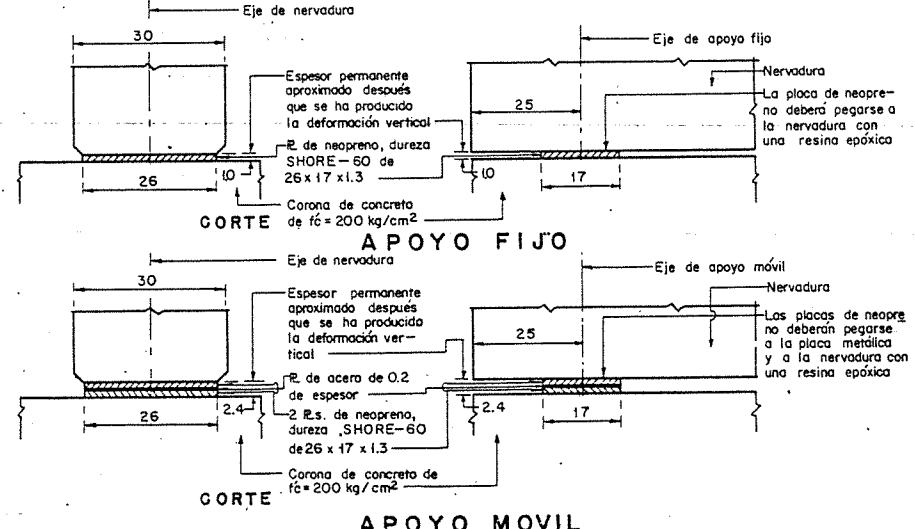 Eje de nervadura
30
Espesor permanente
aproximado después
que se ha producido
la deformación vertical
PL de neopreno, dureza
SHORE-60 de
26 x 17 x 1.3
1.0
26
Corona de concreto
de f'c = 200 kg/cm2
CORTE
Eje de apoyo fijo
25
Nervadura
La placa de neopre-
no deberá pegarse a
la nervadura con
una resina epóxica
1.0
17
APOYO FIJO
Eje de nervadura
30
Espesor permanente
aproximado después
que se ha producido
la deformación ver-
tical
PL de acero de 0.2
de espesor
2.4
26
2 PLs. de neopreno,
dureza SHORE-60
de 26 x 17 x 1.3
Corona de concreto de
f'c = 200 kg/cm2
CORTE
Eje de apoyo móvil
25
Nervadura
Las placas de neopre
no deberán pegarse
a la placa metálica
y a la nervadura con
una resina epóxica
2.4
17
APOYO MOVIL